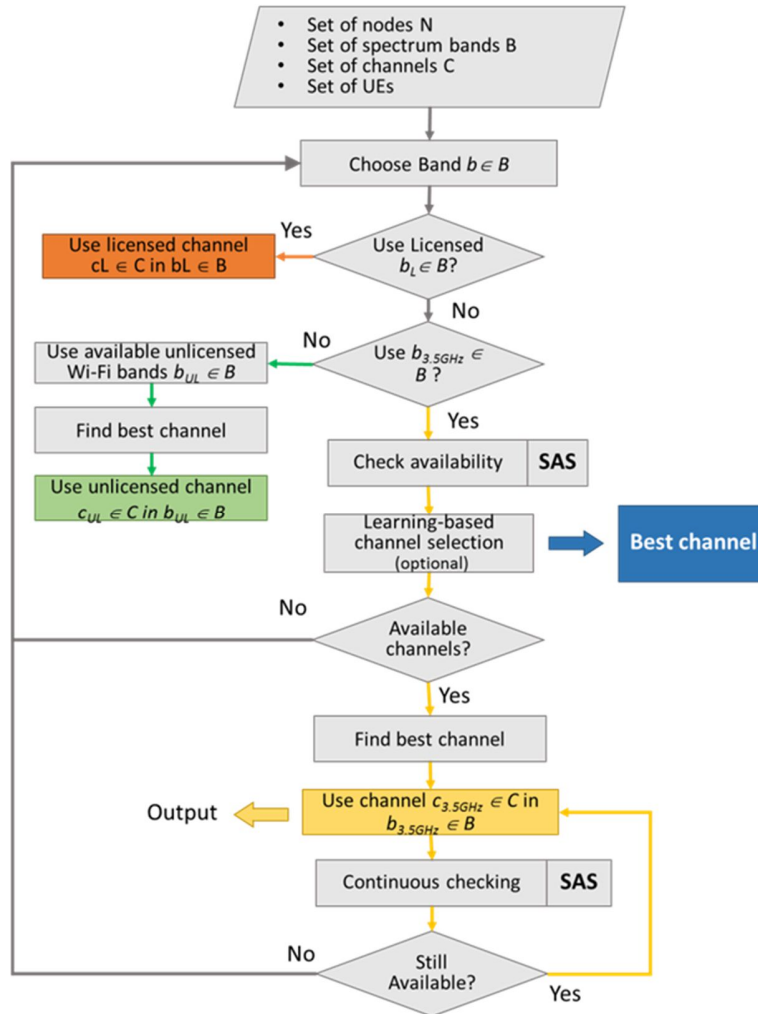 • Set of nodes N
• Set of spectrum bands B
• Set of channels C
• Set of UEs
Choose Band b ∈ B
Yes
Use licensed channel
cL ∈ C in bL ∈ B
Use Licensed
b_L ∈ B?
No
No
Use available unlicensed
Wi-Fi bands b_UL ∈ B
Use b_3.5GHz ∈
B ?
Yes
Find best channel
Check availability SAS
Use unlicensed channel
c_UL ∈ C in b_UL ∈ B
Learning-based
channel selection
(optional)
Best channel
No
Available
channels?
Yes
Find best channel
Output
Use channel c_3.5GHz ∈ C in
b_3.5GHz ∈ B
Continuous checking SAS
No
Still
Available?
Yes